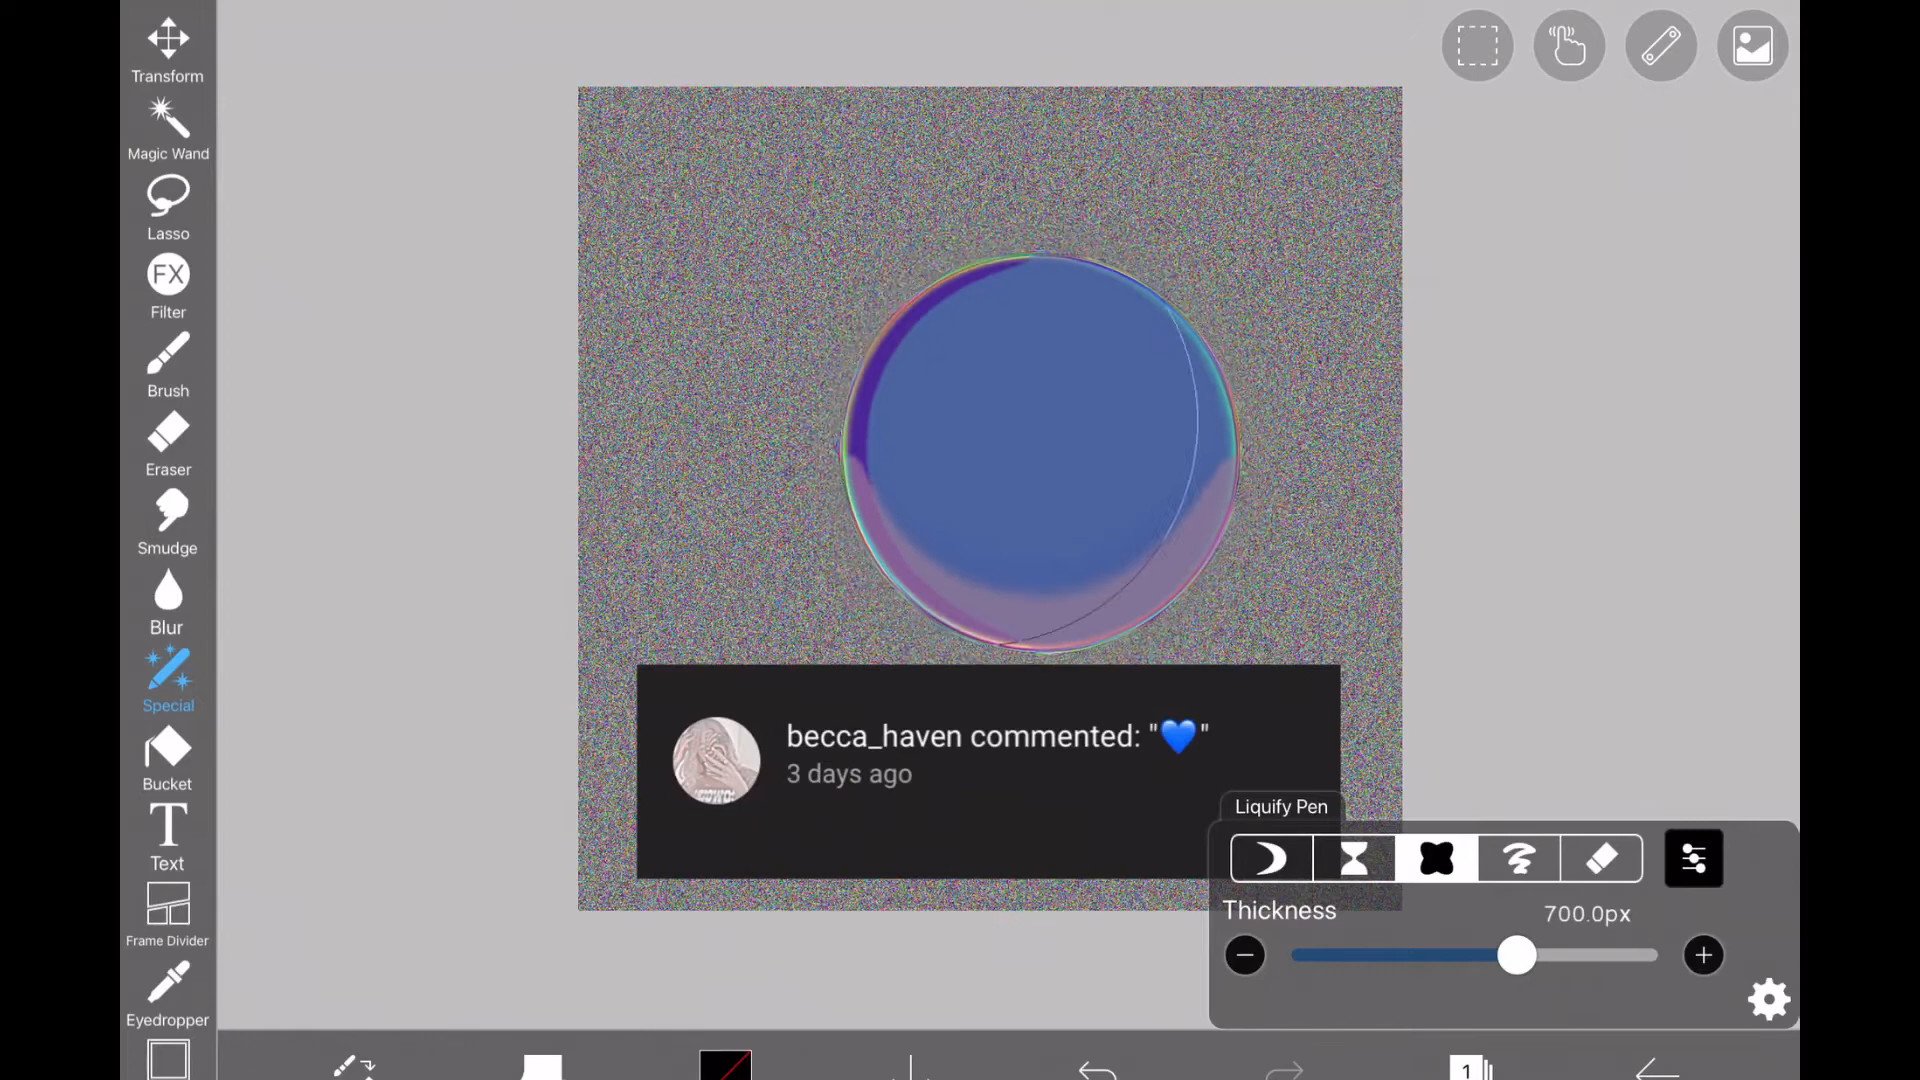 Transform
Magic Wand
Lasso
FX
Filter
Brush
Eraser
Smudge
Blur
Special
Bucket
T
Text
Frame Divider
Eyedropper
becca_haven commented: "💙"
3 days ago
Liquify Pen
Thickness
700.0px
1